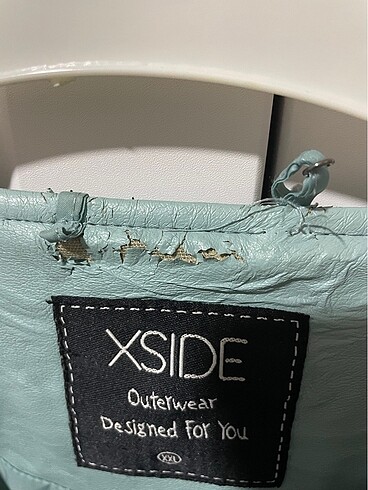 XSIDE
Outerwear
Designed For You
XXL